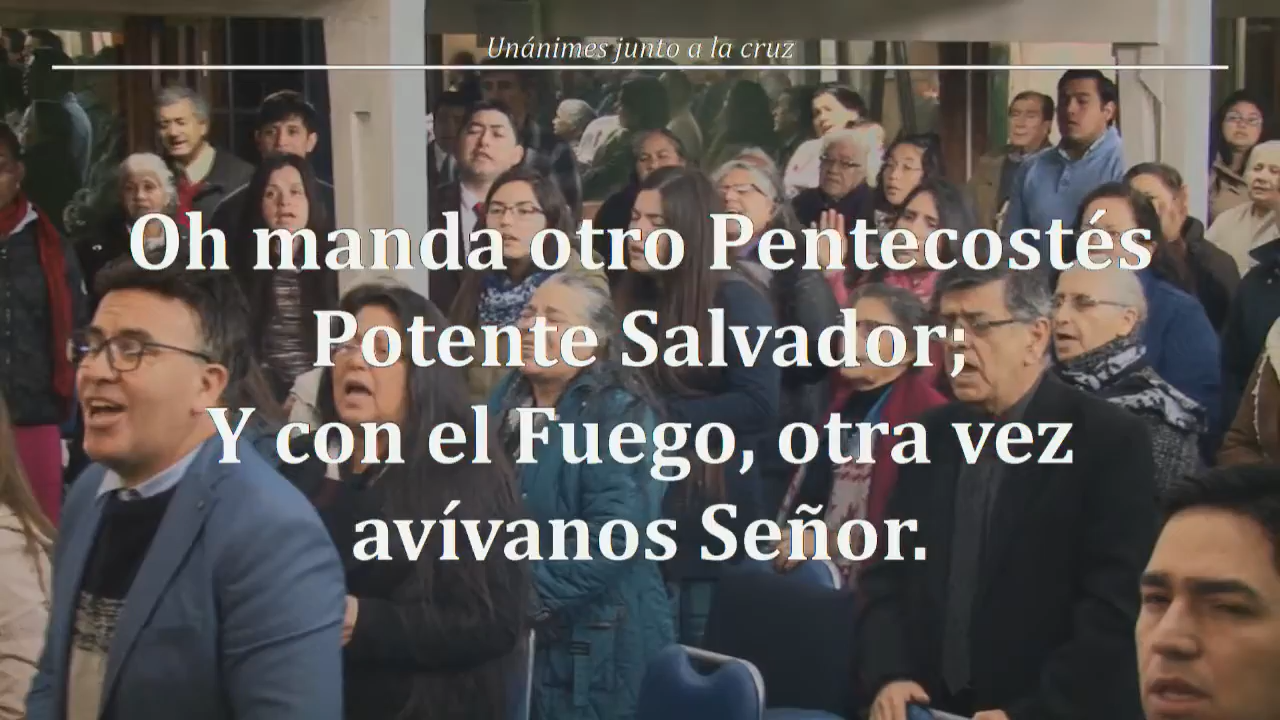 Unánimes junto a la cruz
Oh manda otro Pentecostés
Potente Salvador;
Y con el Fuego, otra vez
avívanos Señor.